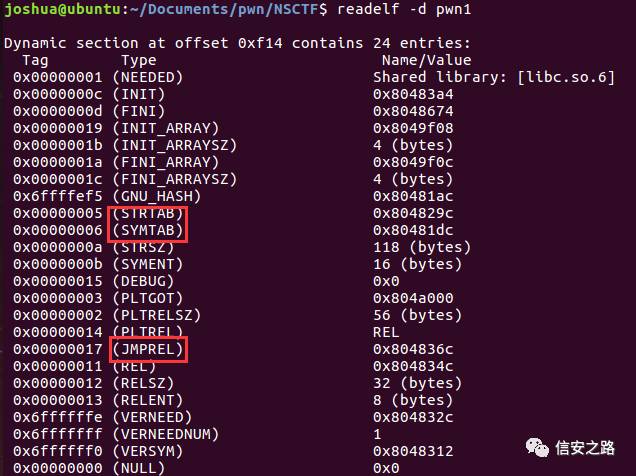 joshua@ubuntu:~/Documents/pwn/NSCTF$ readelf -d pwn1
Dynamic section at offset 0xf14 contains 24 entries:
Tag Type Name/Value
0x00000001 (NEEDED) Shared library: [libc.so.6]
0x0000000c (INIT) 0x80483a4
0x0000000d (FINI) 0x8048674
0x00000019 (INIT_ARRAY) 0x8049f08
0x0000001b (INIT_ARRAYSZ) 4 (bytes)
0x0000001a (FINI_ARRAY) 0x8049f0c
0x0000001c (FINI_ARRAYSZ) 4 (bytes)
0x6ffffef5 (GNU_HASH) 0x80481ac
0x00000005 (STRTAB) 0x804829c
0x00000006 (SYMTAB) 0x80481dc
0x0000000a (STRSZ) 118 (bytes)
0x0000000b (SYMENT) 16 (bytes)
0x00000015 (DEBUG) 0x0
0x00000003 (PLTGOT) 0x804a000
0x00000002 (PLTRELSZ) 56 (bytes)
0x00000014 (PLTREL) REL
0x00000017 (JMPREL) 0x804836c
0x00000011 (REL) 0x804834c
0x00000012 (RELSZ) 32 (bytes)
0x00000013 (RELENT) 8 (bytes)
0x6ffffffe (VERNEED) 0x804832c
0x6fffffff (VERNEEDNUM) 1
0x6ffffff0 (VERSYM) 0x8048312
0x00000000 (NULL) 0x0
信安之路